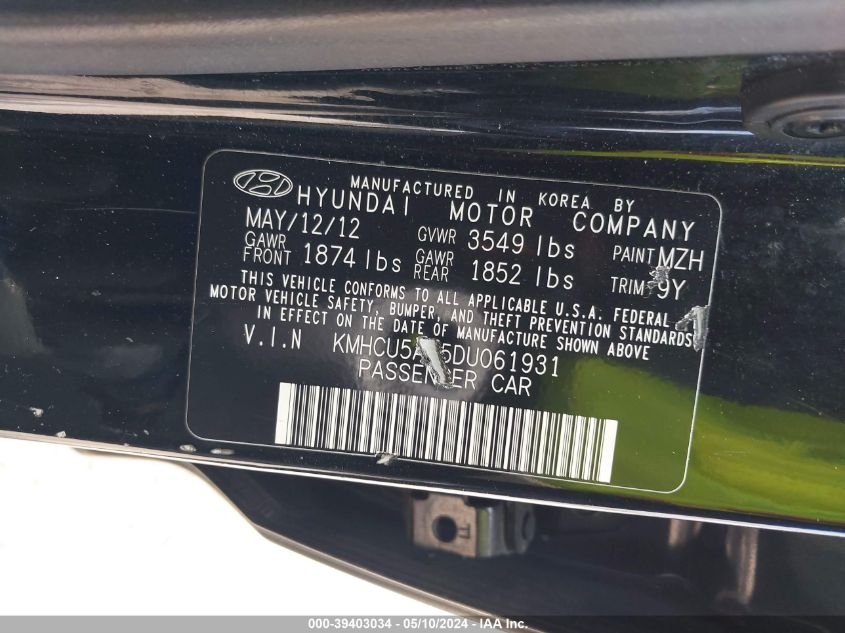 MANUFACTURED IN KOREA BY
HYUNDAI MOTOR COMPANY
MAY/12/12 GVWR 3549 lbs PAINT MZH
GAWR FRONT 1874 lbs GAWR REAR 1852 lbs TRIM 9Y
THIS VEHICLE CONFORMS TO ALL APPLICABLE U.S.A. FEDERAL
MOTOR VEHICLE SAFETY, BUMPER, AND THEFT PREVENTION STANDARDS
IN EFFECT ON THE DATE OF MANUFACTURE SHOWN ABOVE
V.I.N
PASSENGER CAR
000-39403034 - 05/10/2024 - IAA Inc.